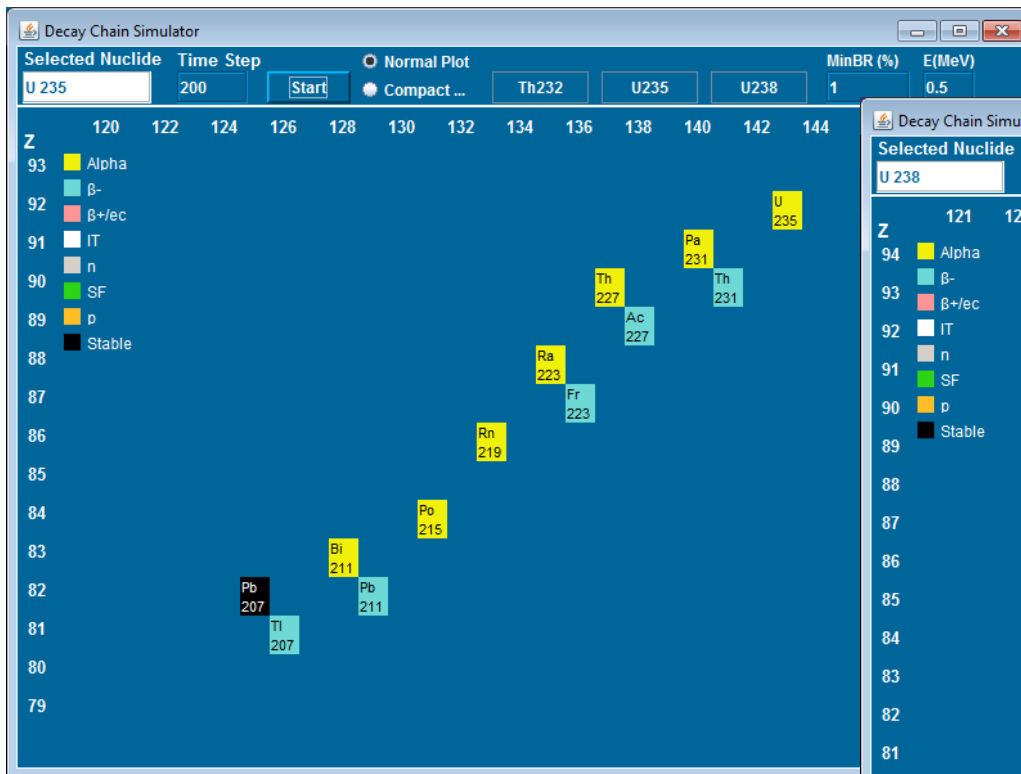 Decay Chain Simulator
Selected Nuclide Time Step Normal Plot MinBR (%) E(MeV)
U 235 200 Start Compact ... Th232 U235 U238 1 0.5
120 122 124 126 128 130 132 134 136 138 140 142 144
Z
93 Alpha
β-
92 U
β+/ec 235
91 IT Pa
n 231
90 SF Th Th
227 231
89 p Ac
Stable 227
88 Ra
223
87 Fr
223
86 Rn
219
85
84 Po
215
83 Bi
211
82 Pb Pb
207 211
81 Tl
207
80
79
Decay Chain Simu
Selected Nuclide
U 238
121 12
Z
94 Alpha
β-
93
β+/ec
92 IT
91 n
SF
90 p
Stable
89
88
87
86
85
84
83
82
81